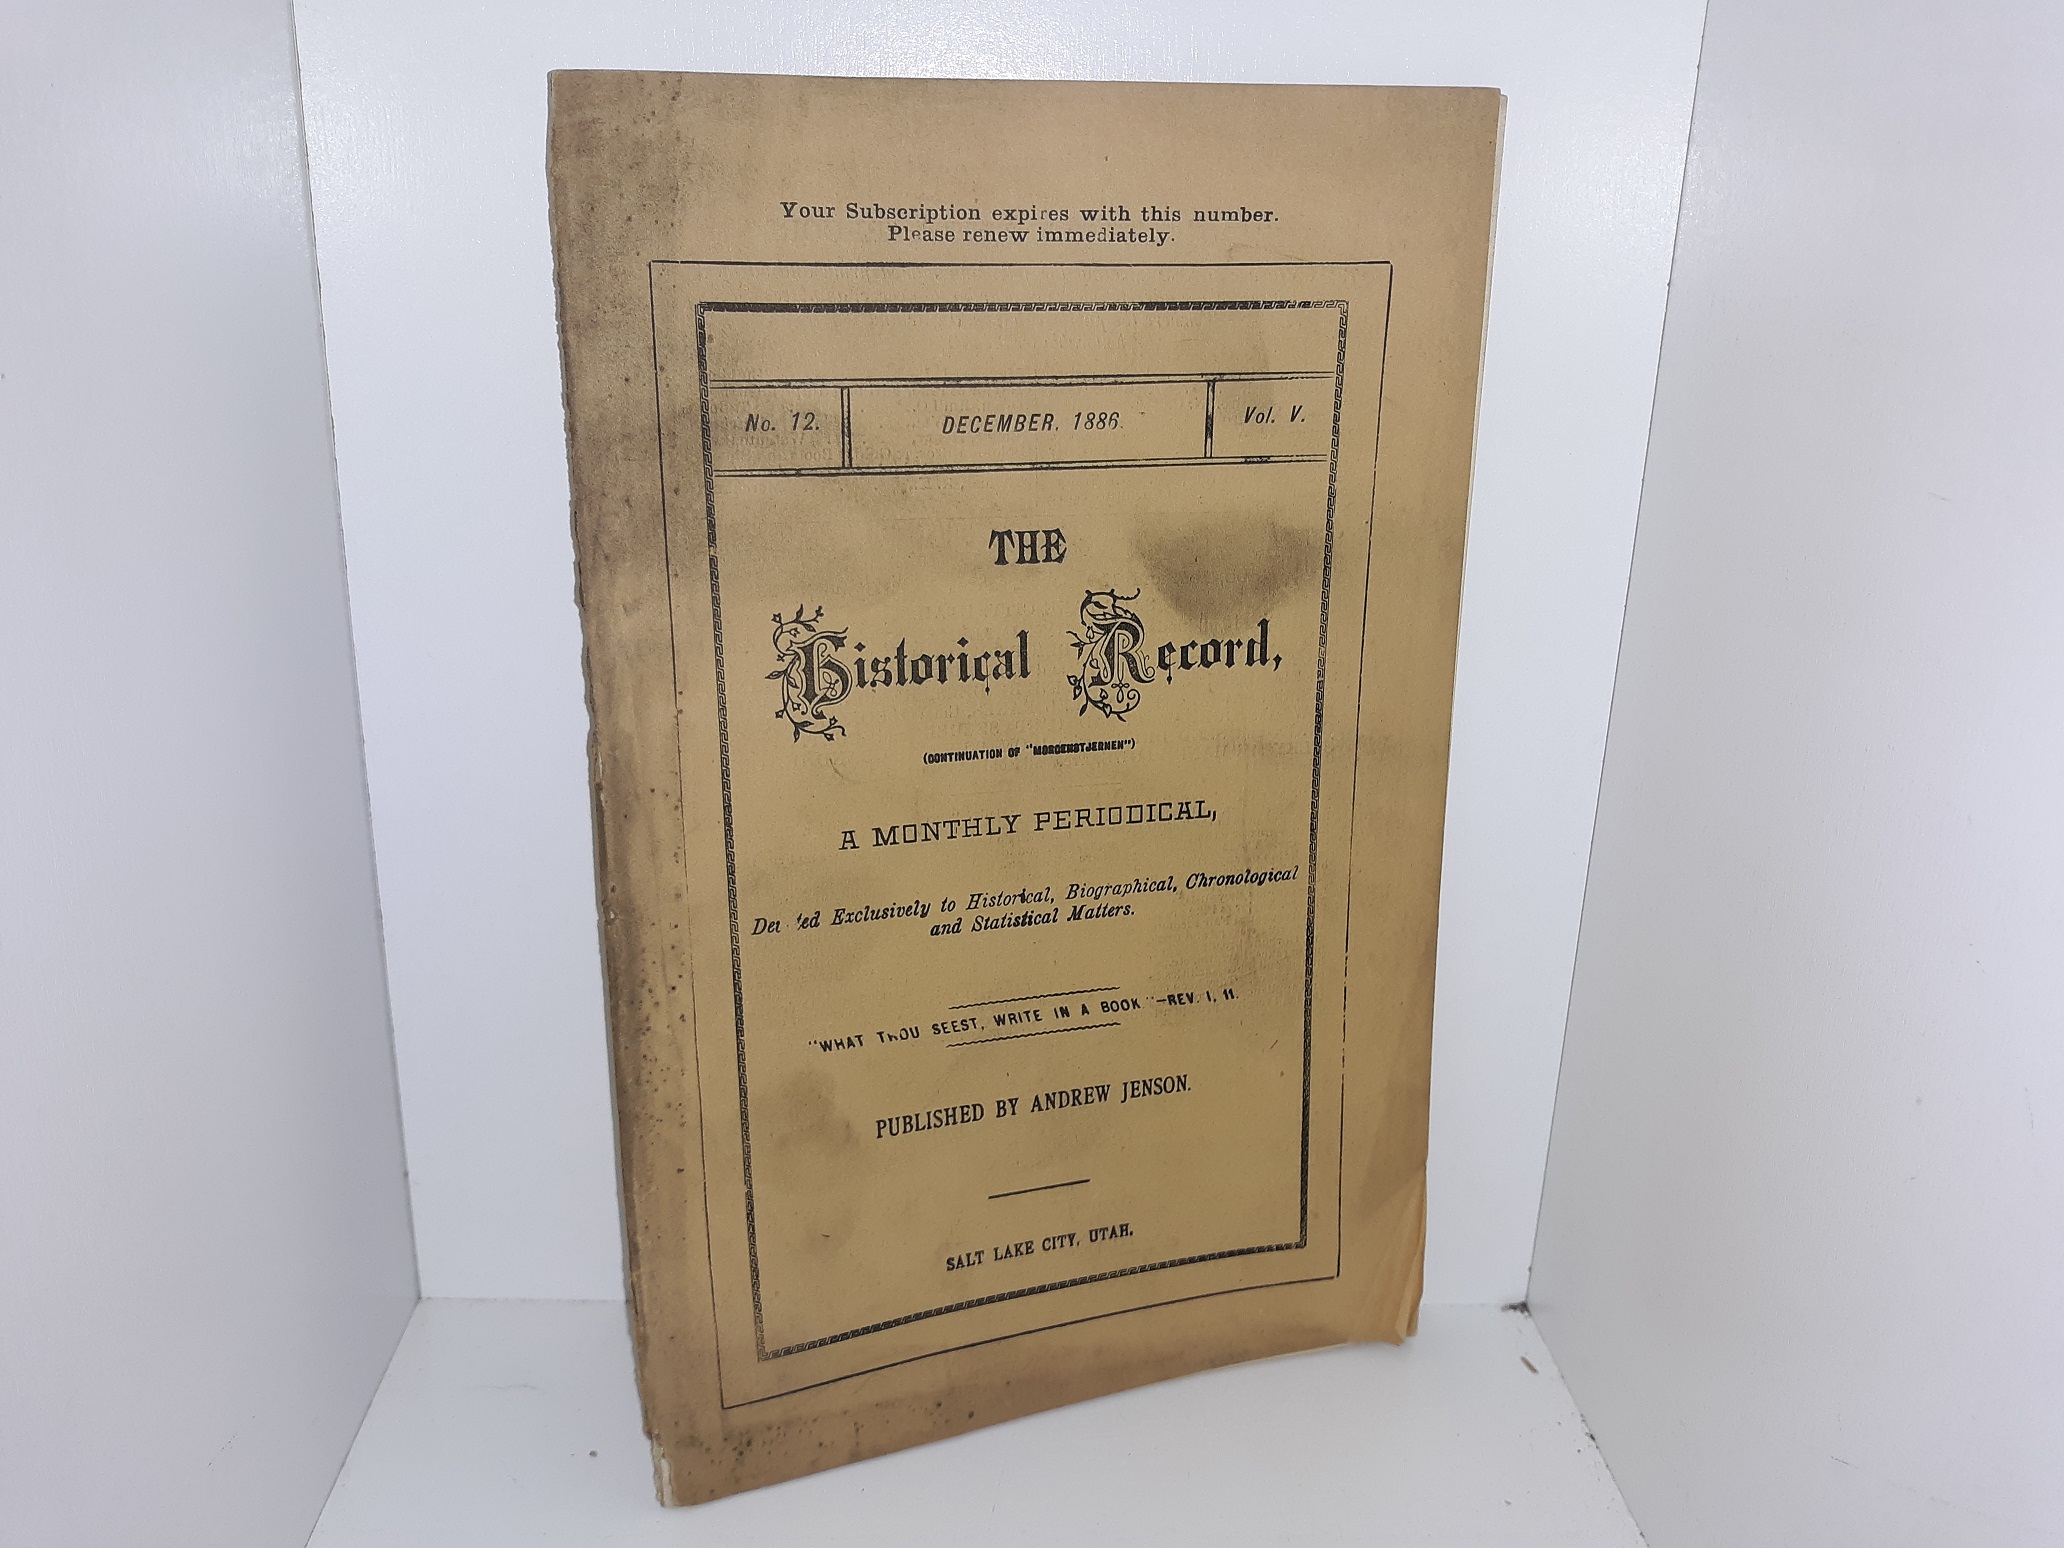 Your Subscription expires with this number.
Please renew immediately.
No. 12.
DECEMBER, 1886.
Vol. V.
THE
Historical Record,
(CONTINUATION OF "MORGENSTJERNEN")
A MONTHLY PERIODICAL,
Exclusively to Historical, Biographical, Chronological
and Statistical Matters.
"WHAT THOU SEEST, WRITE IN A BOOK."—REV. I, 11.
PUBLISHED BY ANDREW JENSON.
SALT LAKE CITY, UTAH.